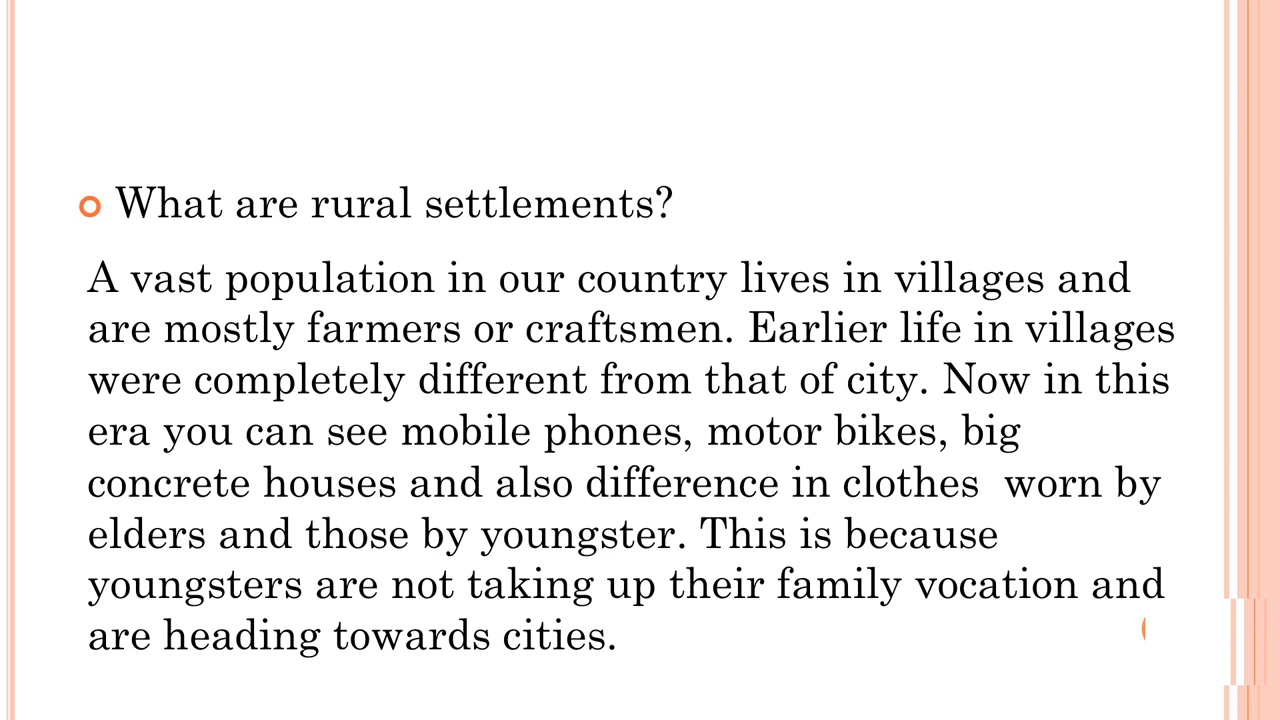 What are rural settlements?
A vast population in our country lives in villages and
are mostly farmers or craftsmen. Earlier life in villages
were completely different from that of city. Now in this
era you can see mobile phones, motor bikes, big
concrete houses and also difference in clothes  worn by
elders and those by youngster. This is because
youngsters are not taking up their family vocation and
are heading towards cities.